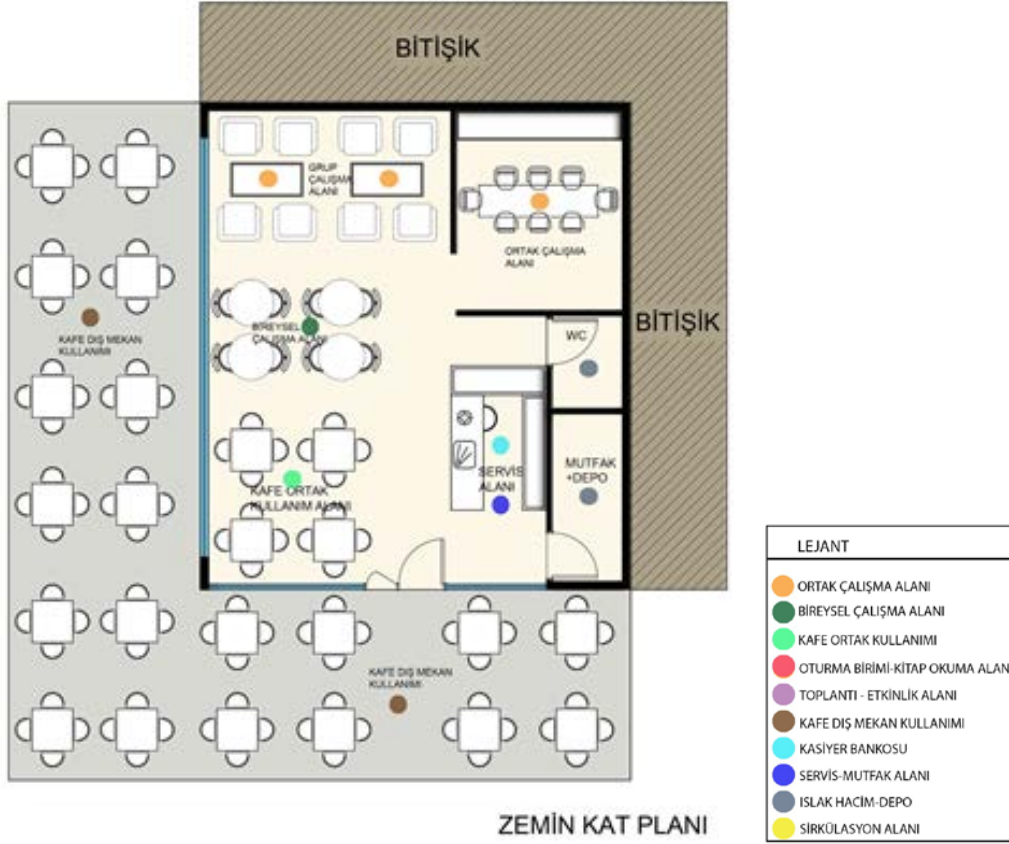 BİTİŞİK
GRUP
ÇALIŞMA
ALANI
ORTAK ÇALIŞMA
ALANI
BİTİŞİK
WC
BİREYSEL
ÇALIŞMA ALANI
KAFE DIŞ MEKAN
KULLANIMI
MUTFAK
+DEPO
SERVİS
ALANI
KAFE ORTAK
KULLANIM ALANI
KAFE DIŞ MEKAN
KULLANIMI
ZEMİN KAT PLANI
LEJANT
ORTAK ÇALIŞMA ALANI
BİREYSEL ÇALIŞMA ALANI
KAFE ORTAK KULLANIMI
OTURMA BİRİMİ-KİTAP OKUMA ALAN
TOPLANTI - ETKİNLİK ALANI
KAFE DIŞ MEKAN KULLANIMI
KASİYER BANKOSU
SERVİS-MUTFAK ALANI
ISLAK HACİM-DEPO
SİRKÜLASYON ALANI